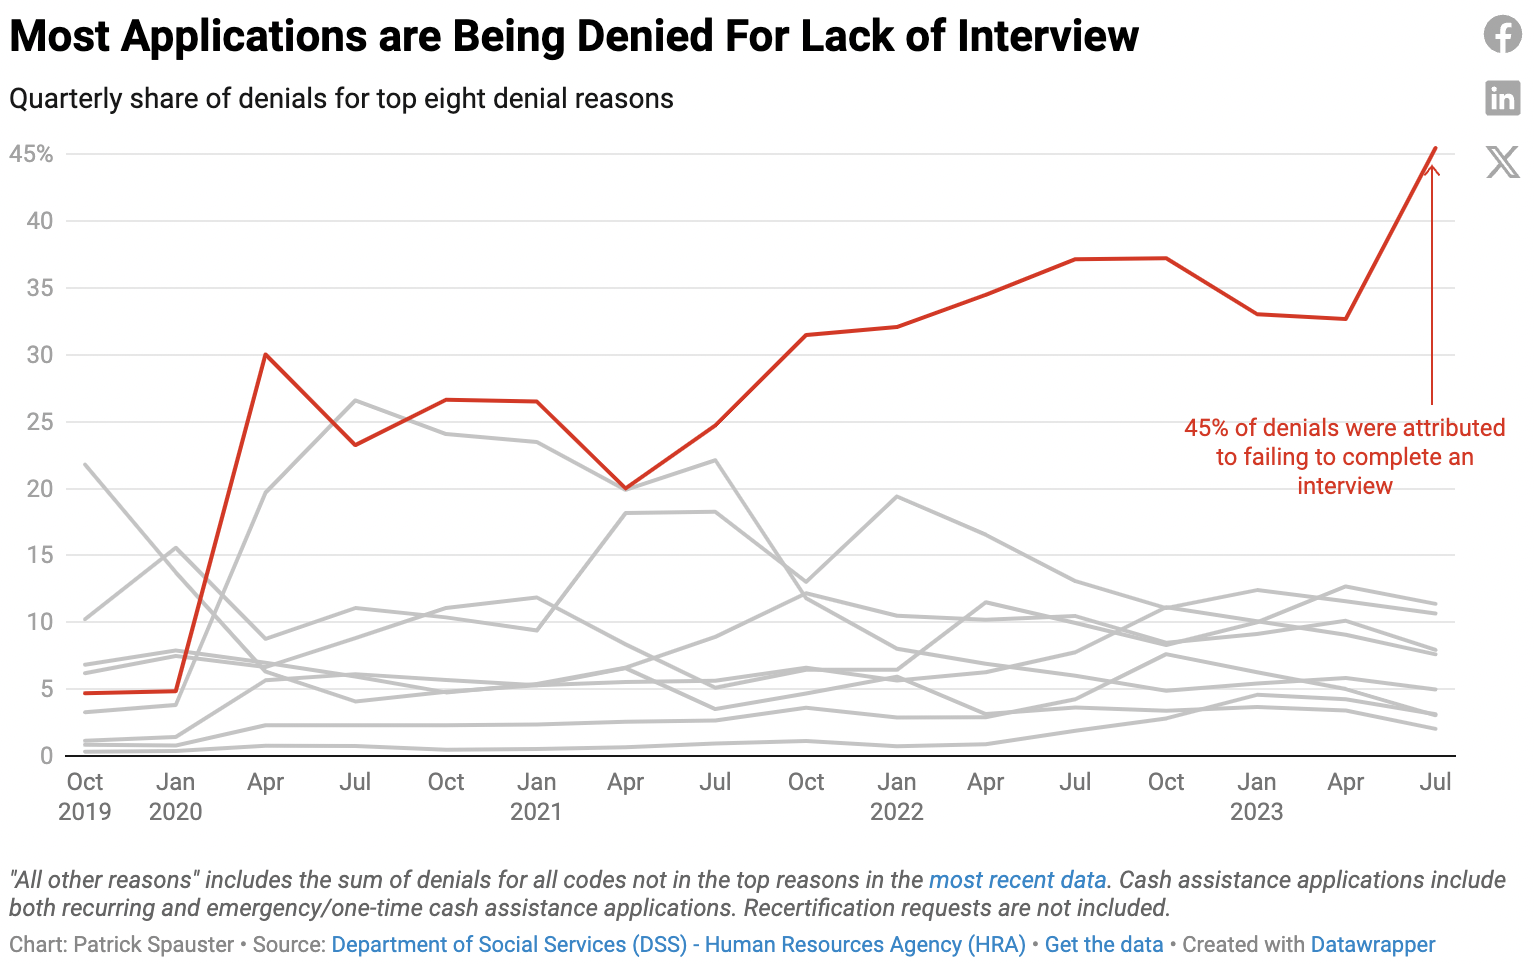 Most Applications are Being Denied For Lack of Interview
Quarterly share of denials for top eight denial reasons
45%
40
35
30
25
20
15
10
5
0
45% of denials were attributed
to failing to complete an
interview
Oct Jan Apr Jul Oct Jan Apr Jul Oct Jan Apr Jul Oct Jan Apr Jul
2019 2020 2021 2022 2023
"All other reasons" includes the sum of denials for all codes not in the top reasons in the most recent data. Cash assistance applications include
both recurring and emergency/one-time cash assistance applications. Recertification requests are not included.
Chart: Patrick Spauster • Source: Department of Social Services (DSS) - Human Resources Agency (HRA) • Get the data • Created with Datawrapper